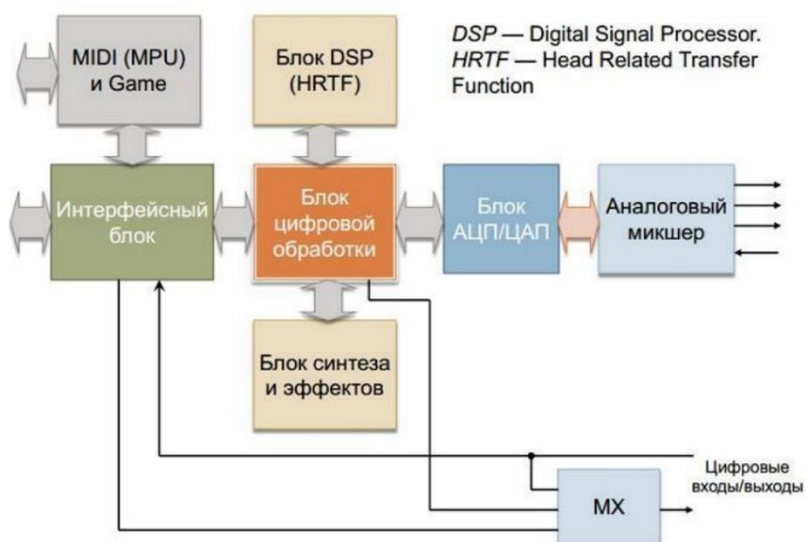 MIDI (MPU)
и Game
Блок DSP
(HRTF)
DSP — Digital Signal Processor.
HRTF — Head Related Transfer
Function
Интерфейсный
блок
Блок
цифровой
обработки
Блок
АЦП/ЦАП
Аналоговый
микшер
Блок синтеза
и эффектов
Цифровые
входы/выходы
MX